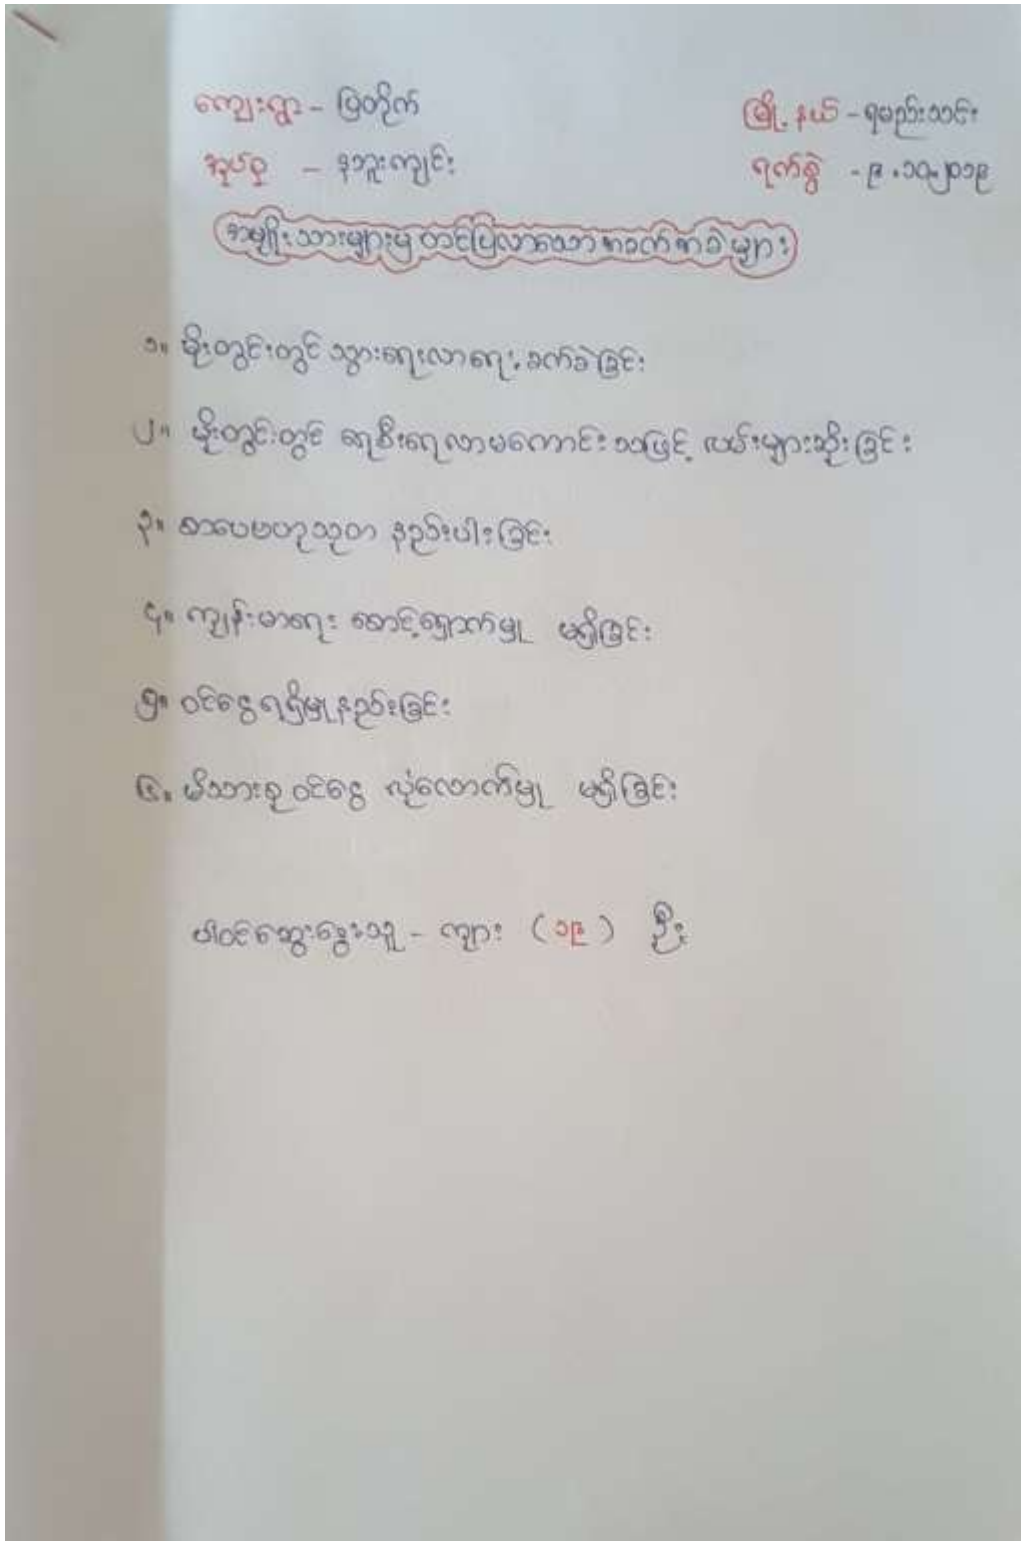 ကျေးရွာ - မြတိုက်
မြို့နယ် - ရမည်းသင်း
အုပ်စု - နဘူးကျင်း
ရက်စွဲ - ၉.၁၀.၂၀၁၉
အမျိုးသားများမှ တင်ပြလာသော အခက်အခဲများ
၁။ မိုးတွင်းတွင် သွားရေးလာရေး ခက်ခဲခြင်း
၂။ မိုးတွင်းတွင် ရေစီးရေလာမကောင်းသဖြင့် လမ်းများဆိုးခြင်း
၃။ စာပေဗဟုသုတ နည်းပါးခြင်း
၄။ ကျန်းမာရေး စောင့်ရှောက်မှု မရှိခြင်း
၅။ ဝင်ငွေရရှိမှုနည်းခြင်း
၆။ မိသားစုဝင်ငွေ လုံလောက်မှု မရှိခြင်း
ပါဝင်ဆွေးနွေးသူ - ကျား (၁၉) ဦး